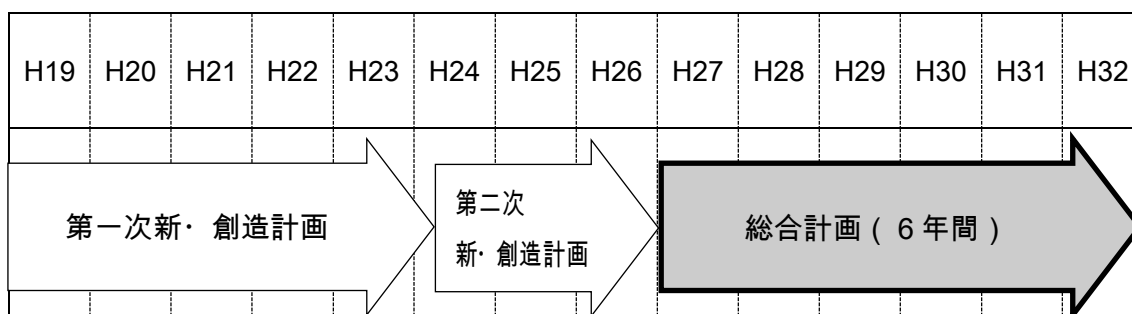 H19 H20 H21 H22 H23 H24 H25 H26 H27 H28 H29 H30 H31 H32
第一次新・ 創造計画
第二次
新・ 創造計画
総合計画（ 6 年間 ）